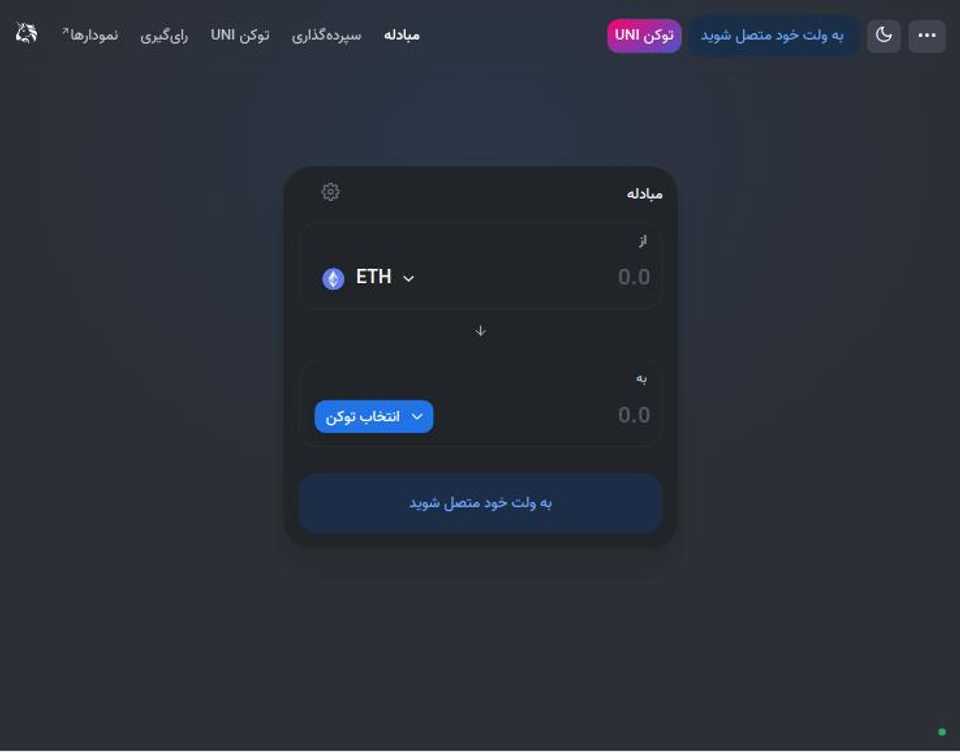 مبادله
سپرده‌گذاری
توکن UNI
رای‌گیری
نمودارها↗
توکن UNI
به ولت خود متصل شوید
مبادله
از
0.0
ETH
به
0.0
انتخاب توکن
به ولت خود متصل شوید